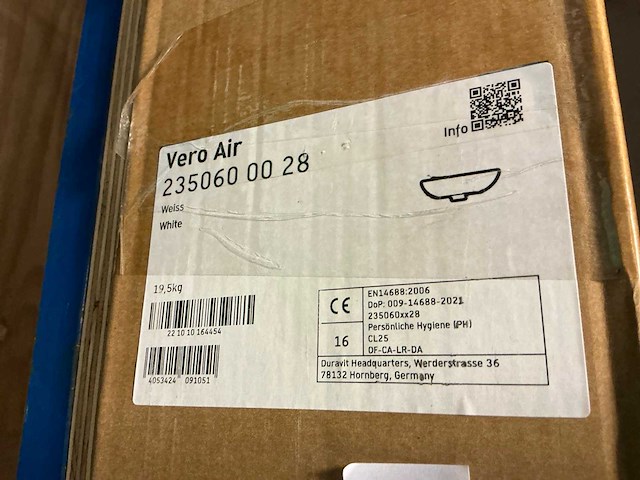 Info
Vero Air
235060 00 28
Weiss
White
19,5kg
22 10 10 164454
4053424 091051
CE
16
EN14688:2006
DoP: 009-14688-2021
235060xx28
Persönliche Hygiene (PH)
CL25
OF-CA-LR-DA
Duravit Headquarters, Werderstrasse 36
78132 Hornberg, Germany